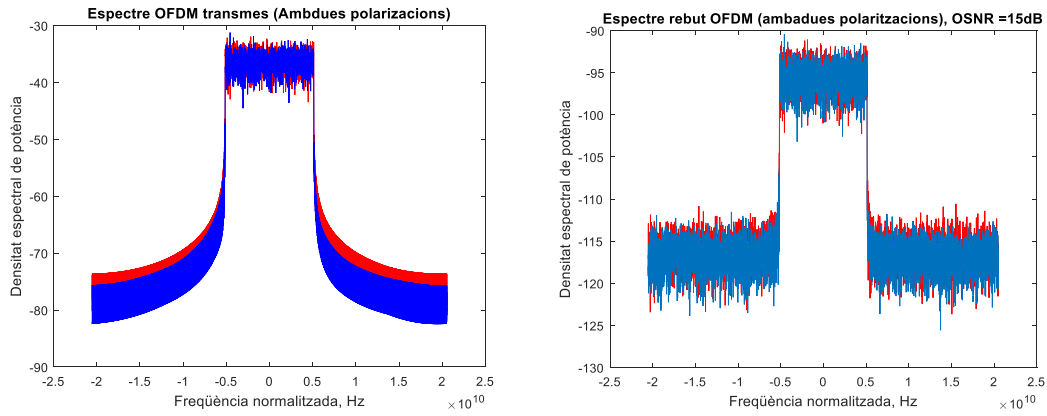 Espectre OFDM transmes (Ambdues polarizacions)
-30
-40
-50
-60
-70
-80
-90
Densitat espectral de potència
-2.5 -2 -1.5 -1 -0.5 0 0.5 1 1.5 2 2.5
Freqüència normalitzada, Hz
×10^10
Espectre rebut OFDM (ambadues polaritzacions), OSNR =15dB
-90
-95
-100
-105
-110
-115
-120
-125
-130
Densitat espectral de potència
-2.5 -2 -1.5 -1 -0.5 0 0.5 1 1.5 2 2.5
Freqüència normalitzada, Hz
×10^10